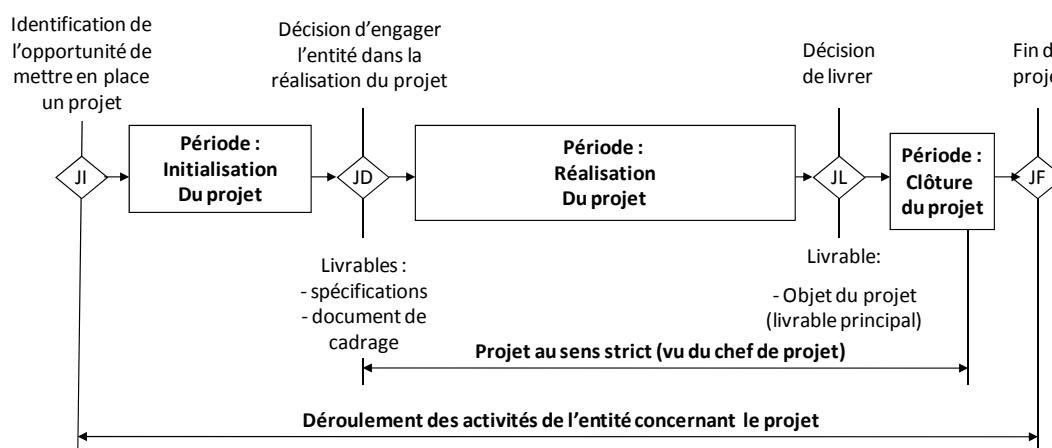 Identification de
l’opportunité de
mettre en place
un projet
Décision d’engager
l’entité dans la
réalisation du projet
Décision
de livrer
Fin d
proje
JI
Période :
Initialisation
Du projet
JD
Période :
Réalisation
Du projet
JL
Période :
Clôture
du projet
JF
Livrables :
- spécifications
- document de
cadrage
Livrable:
- Objet du projet
(livrable principal)
Projet au sens strict (vu du chef de projet)
Déroulement des activités de l’entité concernant le projet